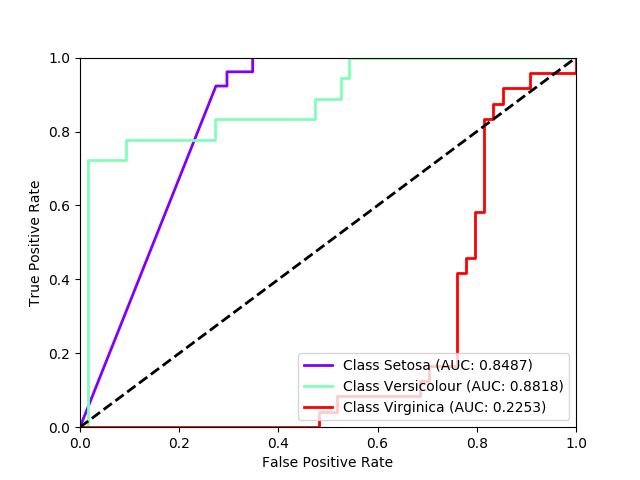 1.0
0.8
0.6
0.4
0.2
0.0
True Positive Rate
Class Setosa (AUC: 0.8487)
Class Versicolour (AUC: 0.8818)
Class Virginica (AUC: 0.2253)
0.0 0.2 0.4 0.6 0.8 1.0
False Positive Rate